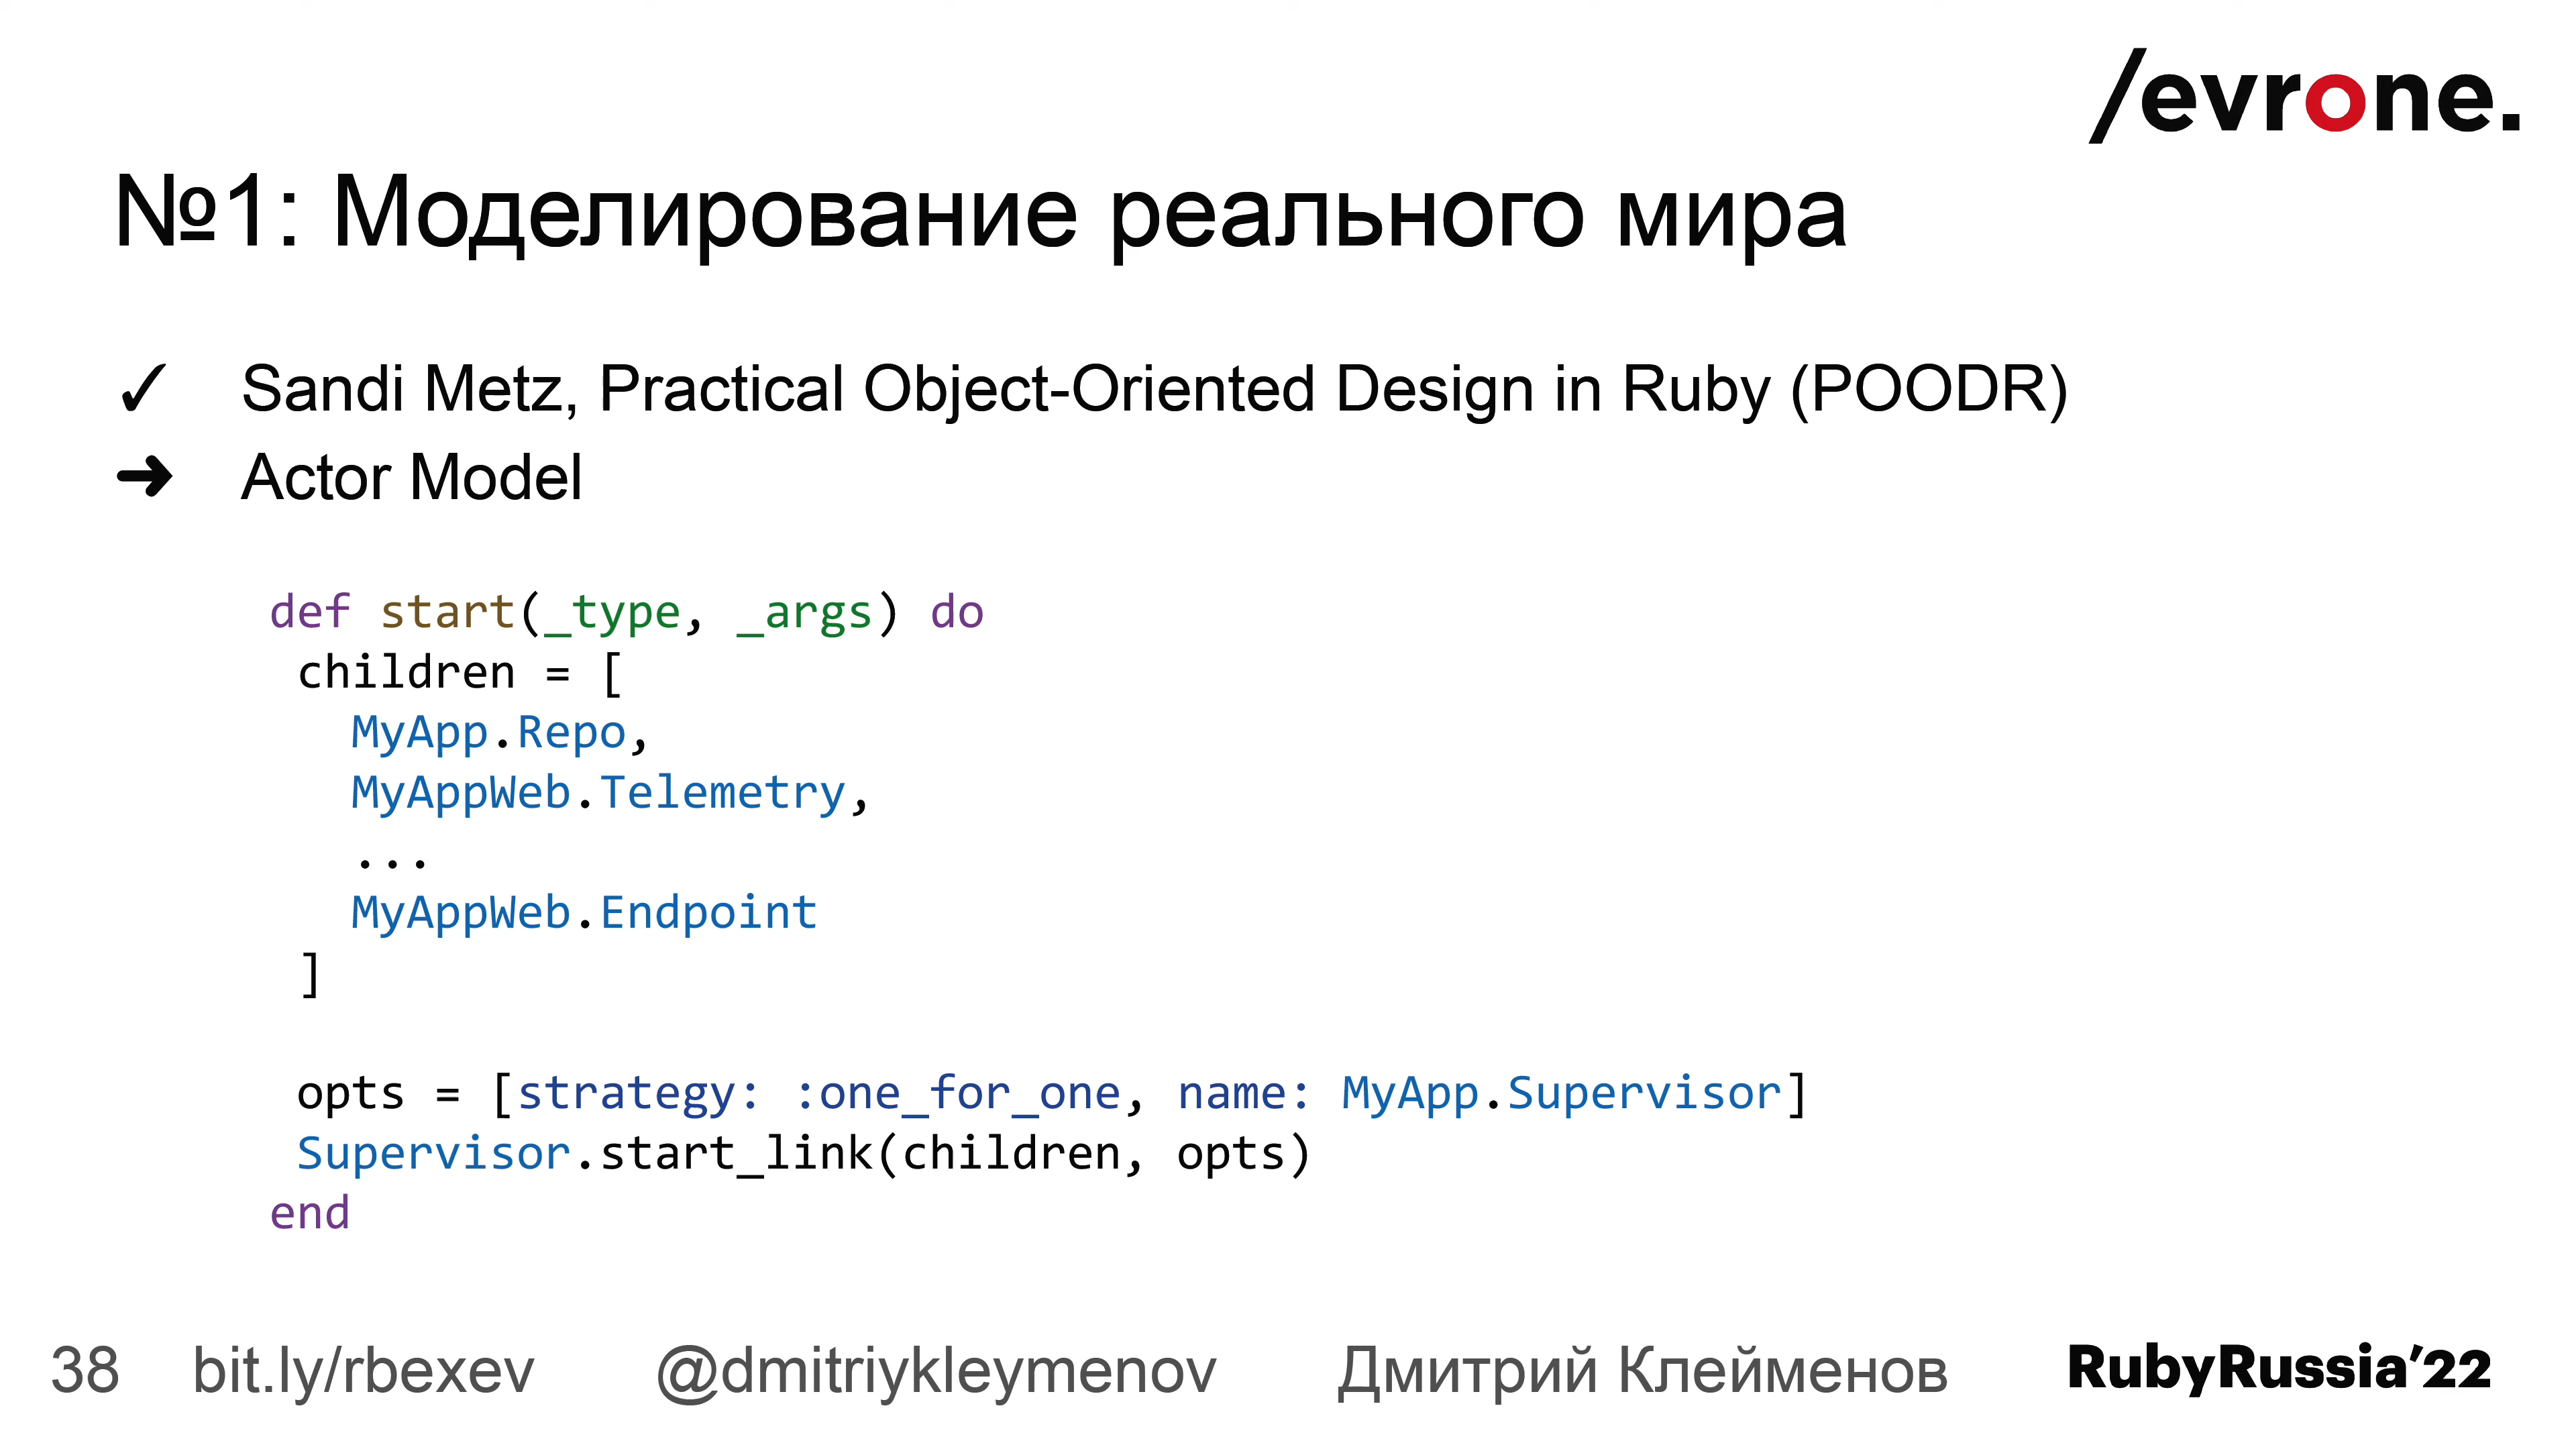 /evrone.
№1: Моделирование реального мира
✓ Sandi Metz, Practical Object-Oriented Design in Ruby (POODR)
➜ Actor Model
def start(_type, _args) do
 children = [
   MyApp.Repo,
   MyAppWeb.Telemetry,
   ...
   MyAppWeb.Endpoint
 ]
 opts = [strategy: :one_for_one, name: MyApp.Supervisor]
 Supervisor.start_link(children, opts)
end
38 bit.ly/rbexev @dmitriykleymenov Дмитрий Клейменов RubyRussia’22